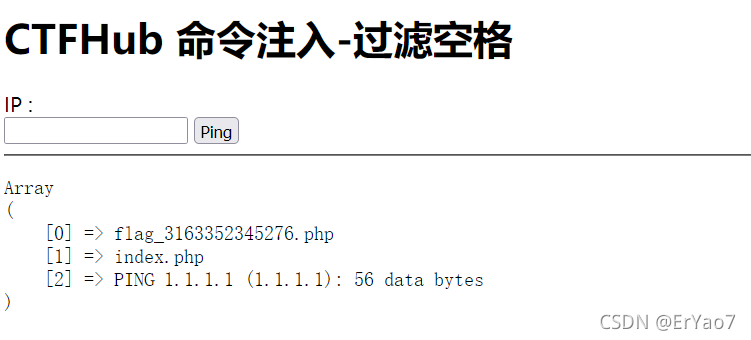 CTFHub 命令注入-过滤空格
IP :
Ping
Array
(
[0] => flag_3163352345276.php
[1] => index.php
[2] => PING 1.1.1.1 (1.1.1.1): 56 data bytes
)
CSDN @ErYao7